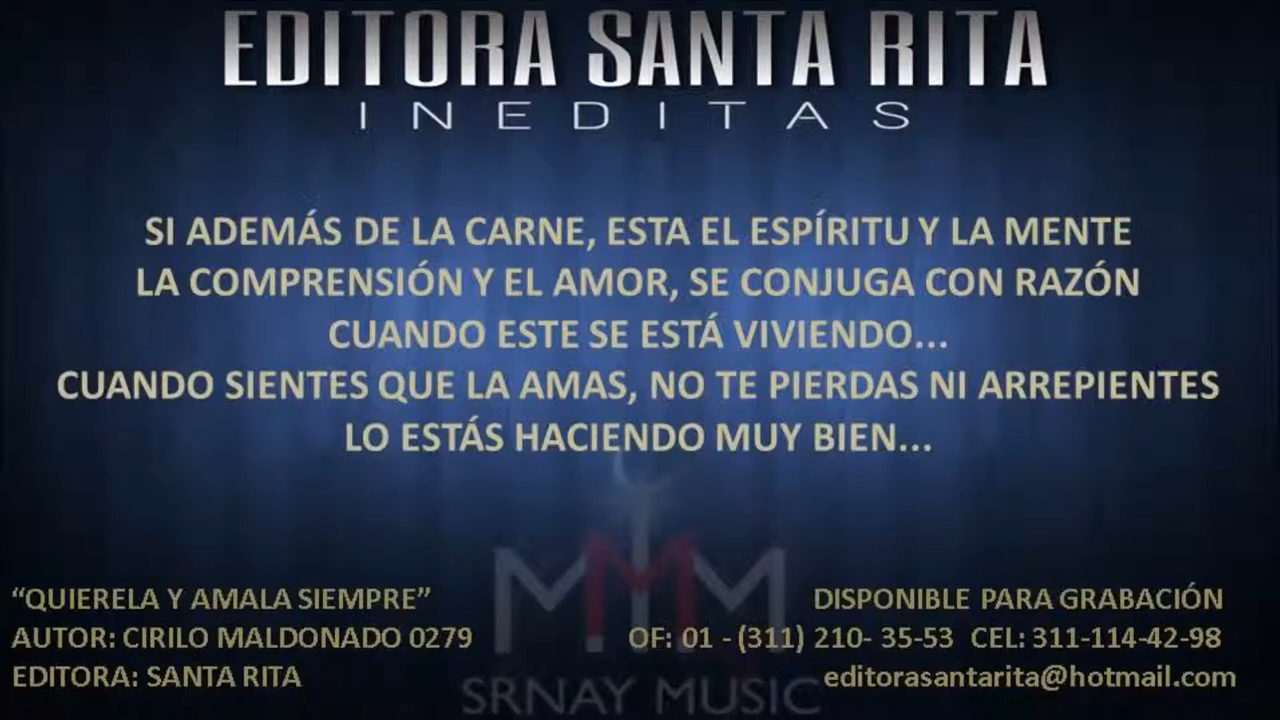 EDITORA SANTA RITA
INEDITAS
SI ADEMÁS DE LA CARNE, ESTA EL ESPÍRITU Y LA MENTE
LA COMPRENSIÓN Y EL AMOR, SE CONJUGA CON RAZÓN
CUANDO ESTE SE ESTÁ VIVIENDO...
CUANDO SIENTES QUE LA AMAS, NO TE PIERDAS NI ARREPIENTES
LO ESTÁS HACIENDO MUY BIEN...
“QUIERELA Y AMALA SIEMPRE”
AUTOR: CIRILO MALDONADO 0279
EDITORA: SANTA RITA
DISPONIBLE PARA GRABACIÓN
OF: 01 - (311) 210- 35-53 CEL: 311-114-42-98
editorasantarita@hotmail.com
MMM
SRNAY MUSIC